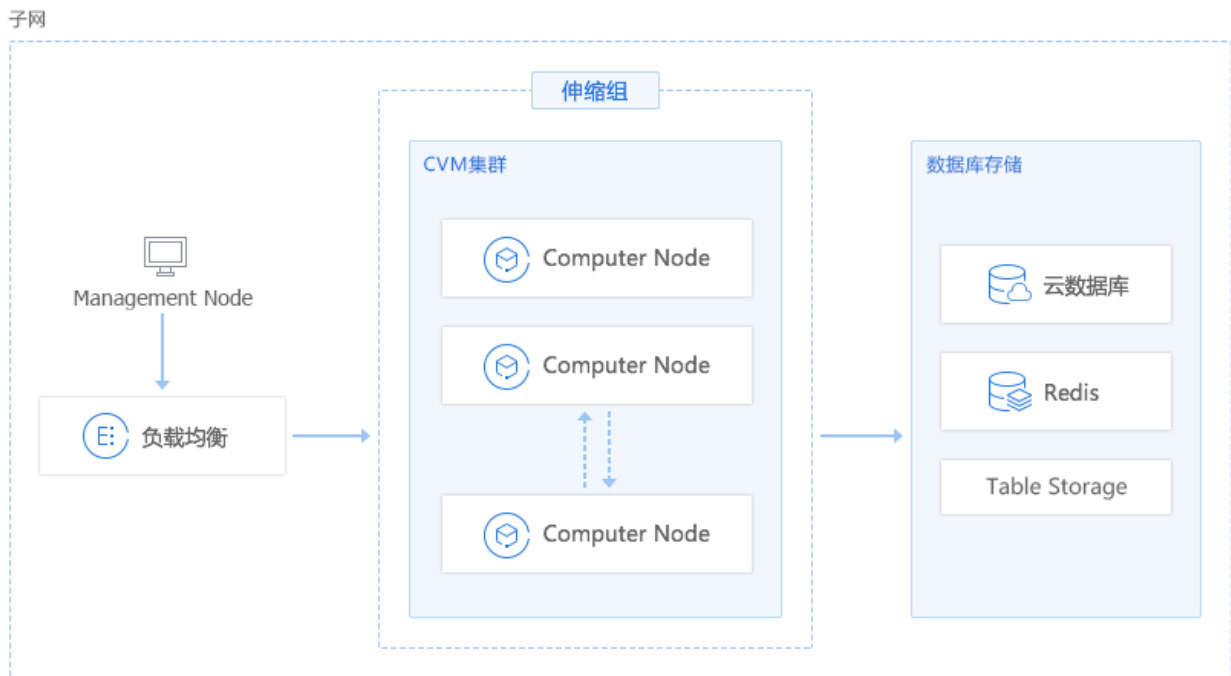 子网
伸缩组
CVM集群
数据库存储
Computer Node
Management Node
云数据库
Computer Node
Redis
负载均衡
Table Storage
Computer Node